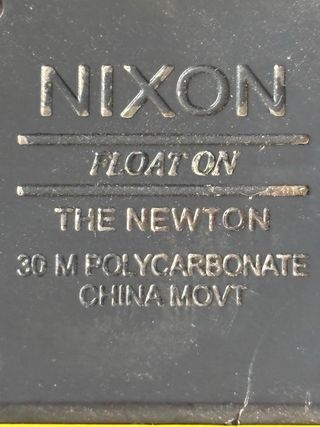 NIXON
FLOAT ON
THE NEWTON
30 M POLYCARBONATE
CHINA MOVT